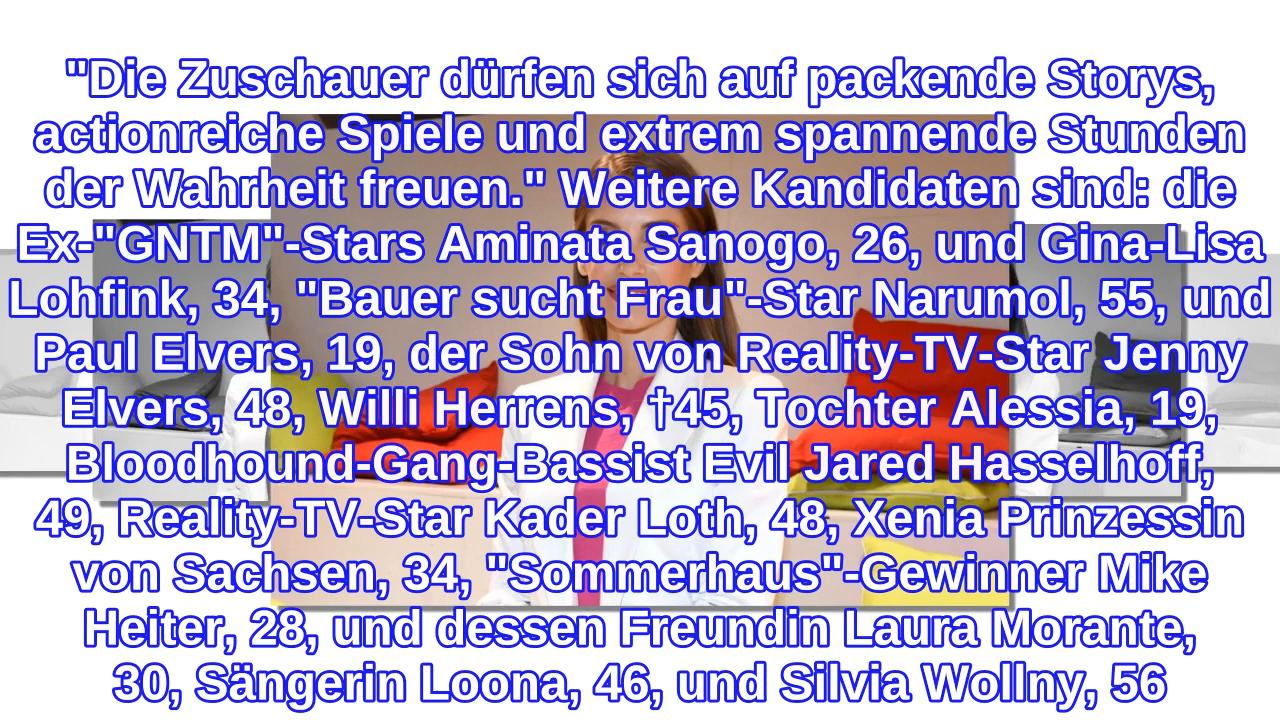 "Die Zuschauer dürfen sich auf packende Storys,
actionreiche Spiele und extrem spannende Stunden
der Wahrheit freuen." Weitere Kandidaten sind: die
Ex-"GNTM"-Stars Aminata Sanogo, 26, und Gina-Lisa
Lohfink, 34, "Bauer sucht Frau"-Star Narumol, 55, und
Paul Elvers, 19, der Sohn von Reality-TV-Star Jenny
Elvers, 48, Willi Herrens, †45, Tochter Alessia, 19,
Bloodhound-Gang-Bassist Evil Jared Hasselhoff,
49, Reality-TV-Star Kader Loth, 48, Xenia Prinzessin
von Sachsen, 34, "Sommerhaus"-Gewinner Mike
Heiter, 28, und dessen Freundin Laura Morante,
30, Sängerin Loona, 46, und Silvia Wollny, 56